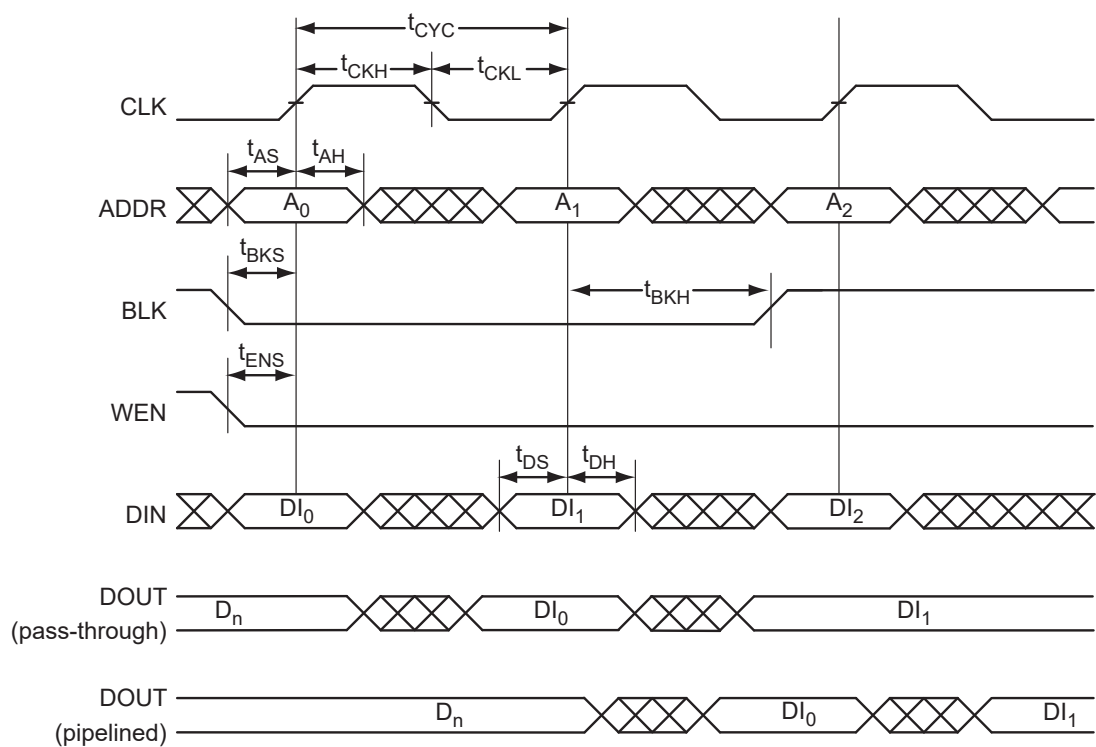 tCYC
tCKH tCKL
CLK
tAS tAH
ADDR A0 A1 A2
tBKS
tBKH
BLK
tENS
WEN
tDS tDH
DIN DI0 DI1 DI2
DOUT
(pass-through) Dn DI0 DI1
DOUT
(pipelined) Dn DI0 DI1